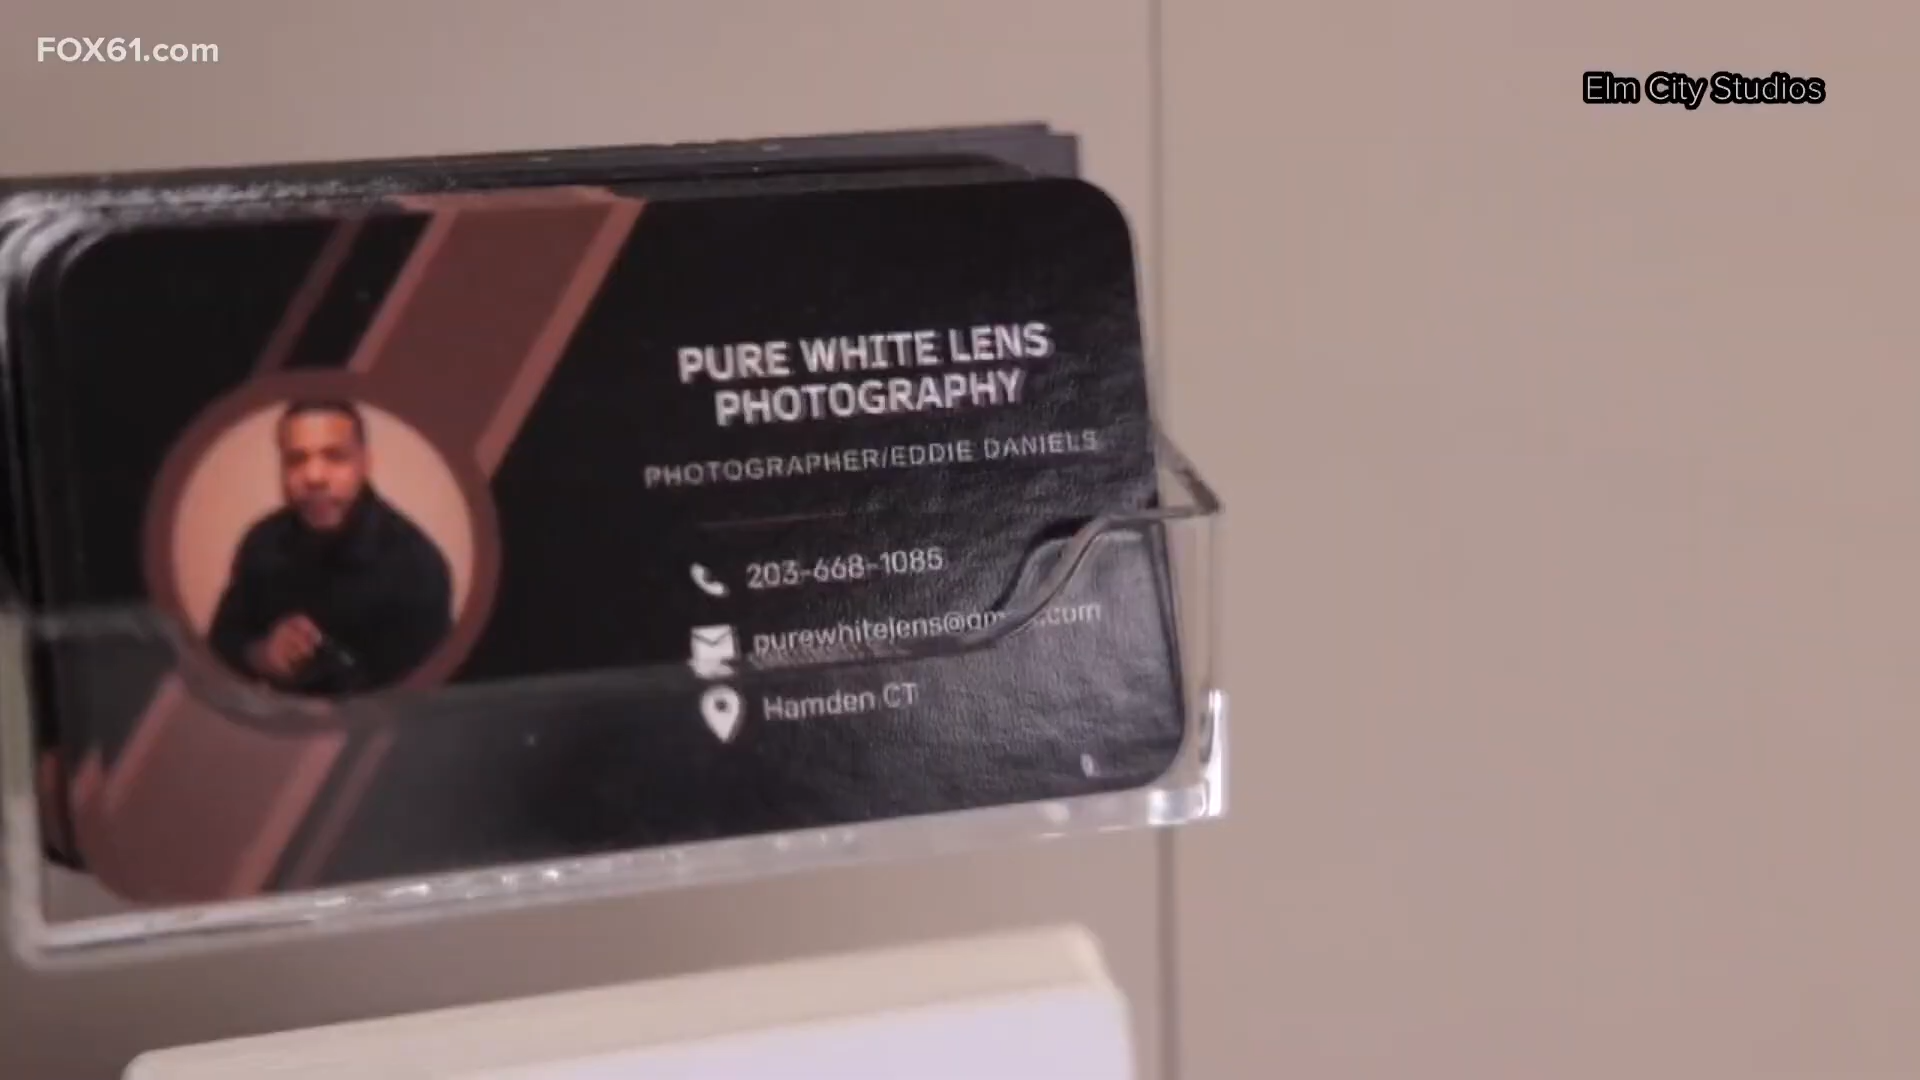 FOX61.com
Elm City Studios
PURE WHITE LENS
PHOTOGRAPHY
PHOTOGRAPHER/EDDIE DANIELS
203-668-1085
Hamden CT